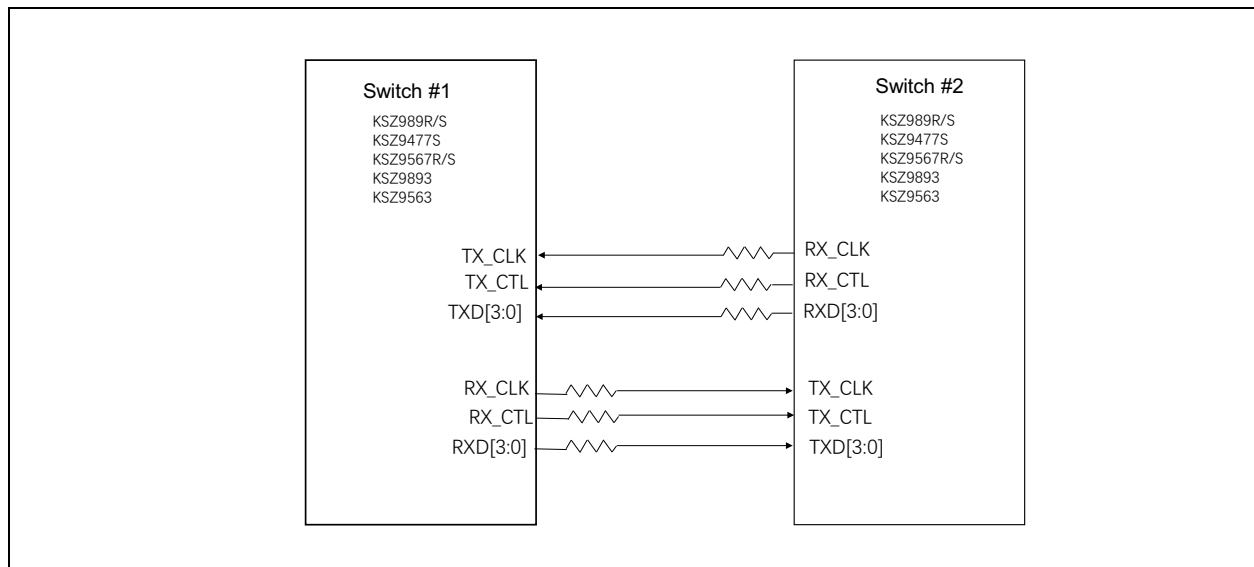 Switch #1
KSZ989R/S
KSZ9477S
KSZ9567R/S
KSZ9893
KSZ9563
TX_CLK
TX_CTL
TXD[3:0]
RX_CLK
RX_CTL
RXD[3:0]
Switch #2
KSZ989R/S
KSZ9477S
KSZ9567R/S
KSZ9893
KSZ9563
RX_CLK
RX_CTL
RXD[3:0]
TX_CLK
TX_CTL
TXD[3:0]